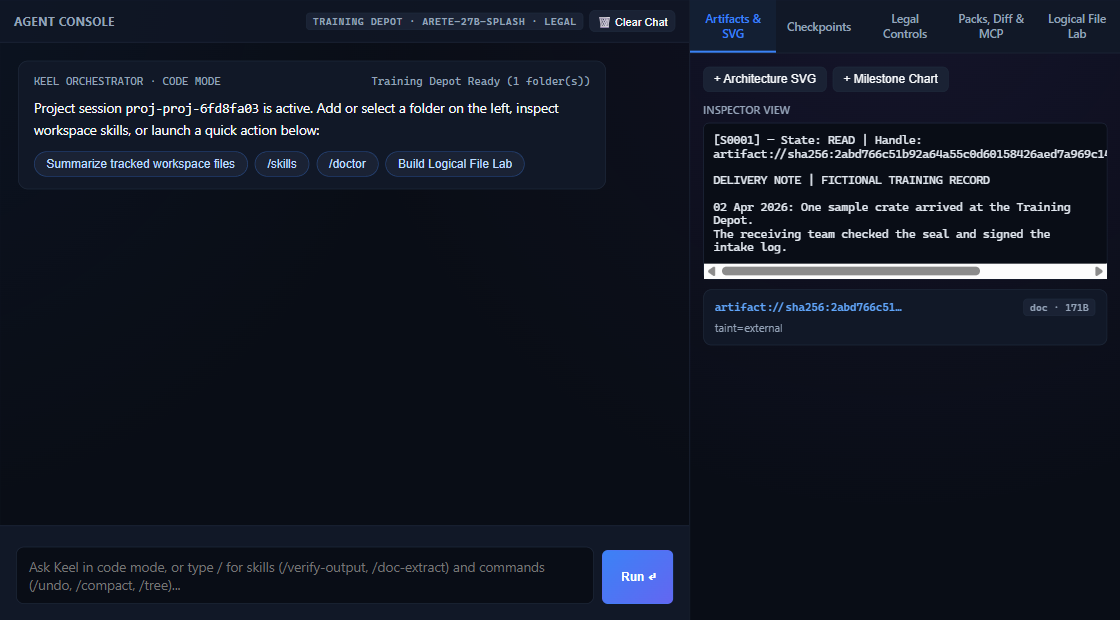 AGENT CONSOLE
TRAINING DEPOT · ARETE-27B-SPLASH · LEGAL
Clear Chat
KEEL ORCHESTRATOR · CODE MODE
Training Depot Ready (1 folder(s))
Project session proj-proj-6fd8fa03 is active. Add or select a folder on the left, inspect
workspace skills, or launch a quick action below:
Summarize tracked workspace files
/skills
/doctor
Build Logical File Lab
Ask Keel in code mode, or type / for skills (/verify-output, /doc-extract) and commands
(/undo, /compact, /tree)...
Run ⏎
Artifacts &
SVG
Checkpoints
Legal
Controls
Packs, Diff &
MCP
Logical File
Lab
+ Architecture SVG
+ Milestone Chart
INSPECTOR VIEW
[S0001] — State: READ | Handle:
artifact://sha256:2abd766c51b92a64a55c0d60158426aed7a969c14
DELIVERY NOTE | FICTIONAL TRAINING RECORD
02 Apr 2026: One sample crate arrived at the Training
Depot.
The receiving team checked the seal and signed the
intake log.
artifact://sha256:2abd766c51…
doc · 171B
taint=external